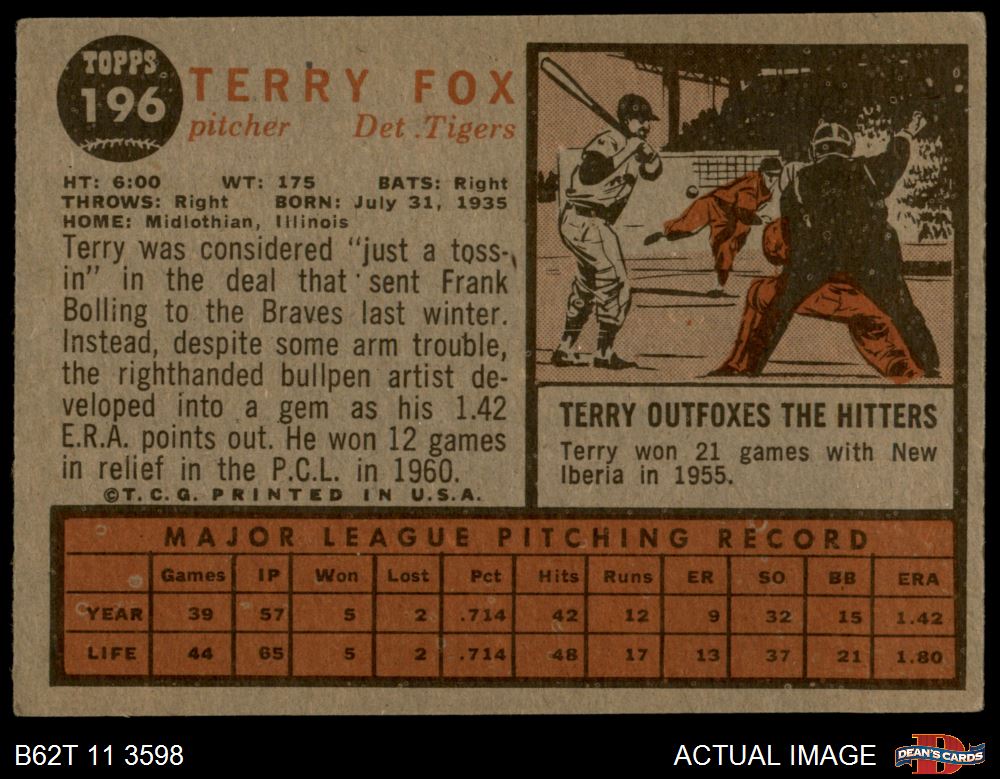 TOPPS
196
TERRY FOX
pitcher Det. Tigers
HT: 6:00 WT: 175 BATS: Right
THROWS: Right BORN: July 31, 1935
HOME: Midlothian, Illinois
Terry was considered "just a toss-
in" in the deal that sent Frank
Bolling to the Braves last winter.
Instead, despite some arm trouble,
the righthanded bullpen artist de-
veloped into a gem as his 1.42
E.R.A. points out. He won 12 games
in relief in the P.C.L. in 1960.
©T.C.G. PRINTED IN U.S.A.
TERRY OUTFOXES THE HITTERS
Terry won 21 games with New
Iberia in 1955.
MAJOR LEAGUE PITCHING RECORD
Games IP Won Lost Pct Hits Runs ER SO BB ERA
YEAR 39 57 5 2 .714 42 12 9 32 15 1.42
LIFE 44 65 5 2 .714 48 17 13 37 21 1.80
B62T 11 3598 ACTUAL IMAGE
D
DEAN'S CARDS